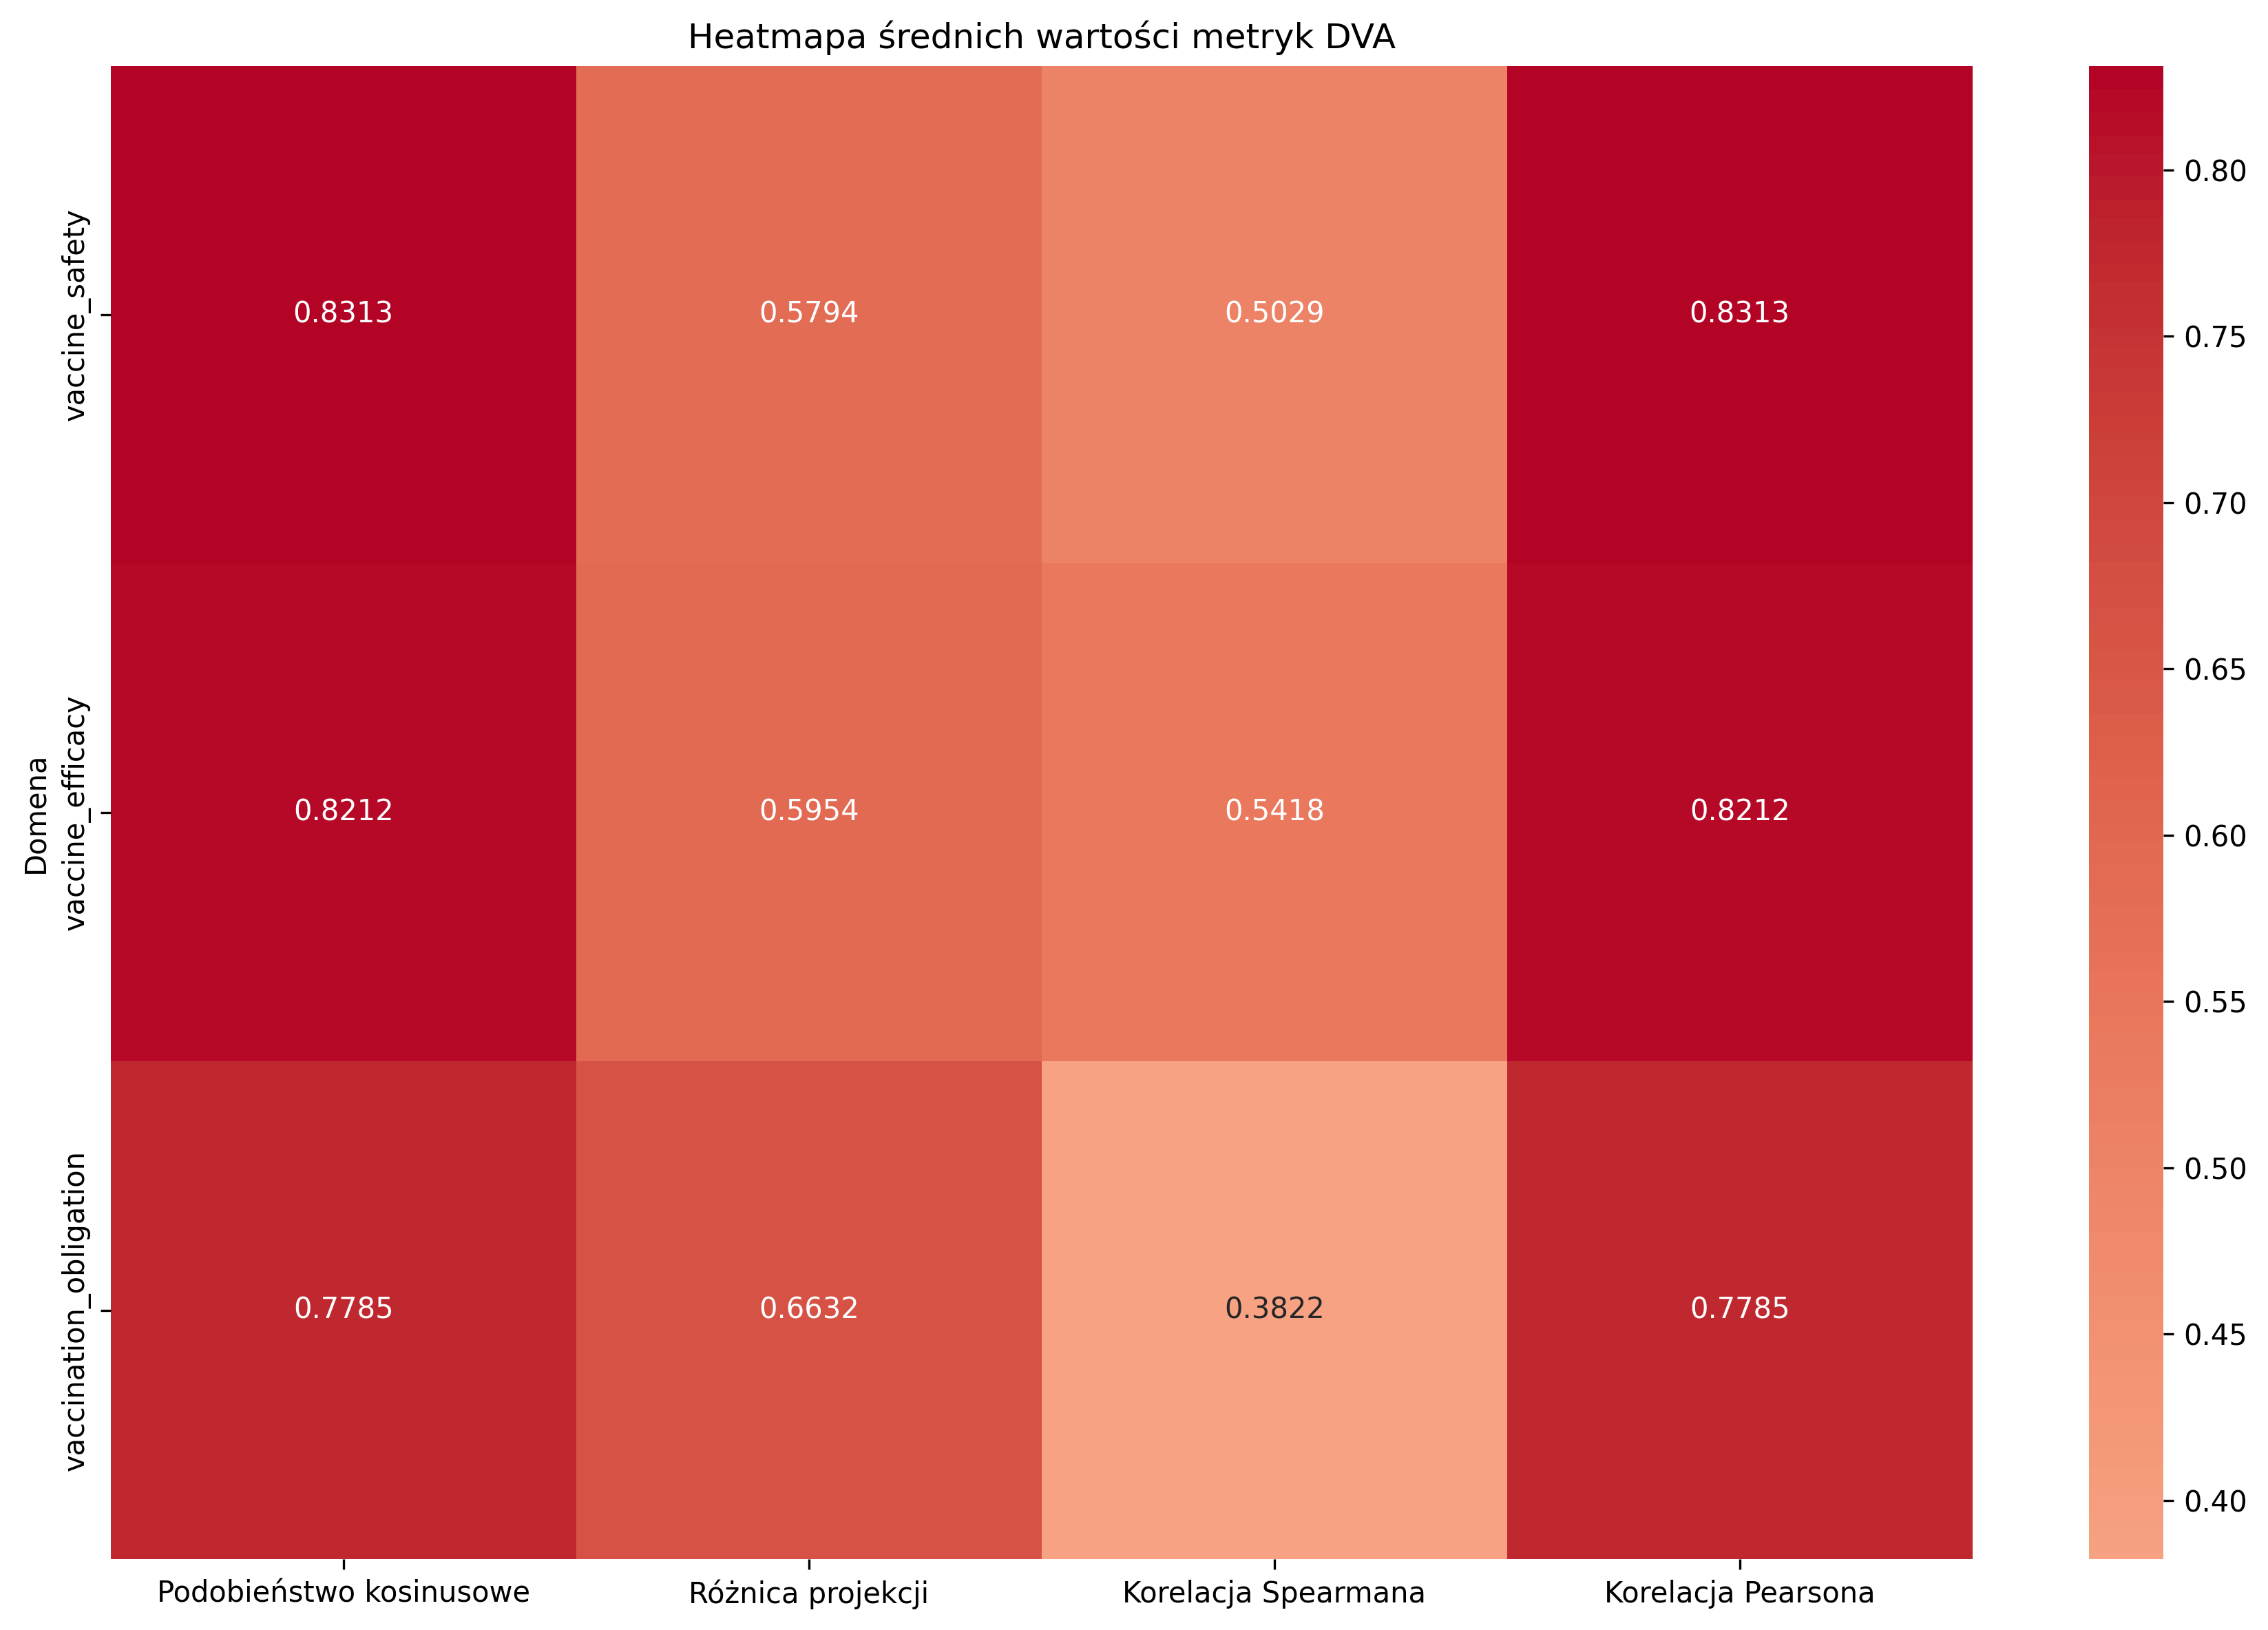 Heatmapa średnich wartości metryk DVA
Domena
vaccine_safety
0.8313 0.5794 0.5029 0.8313
vaccine_efficacy
0.8212 0.5954 0.5418 0.8212
vaccination_obligation
0.7785 0.6632 0.3822 0.7785
Podobieństwo kosinusowe Różnica projekcji Korelacja Spearmana Korelacja Pearsona
0.80
0.75
0.70
0.65
0.60
0.55
0.50
0.45
0.40